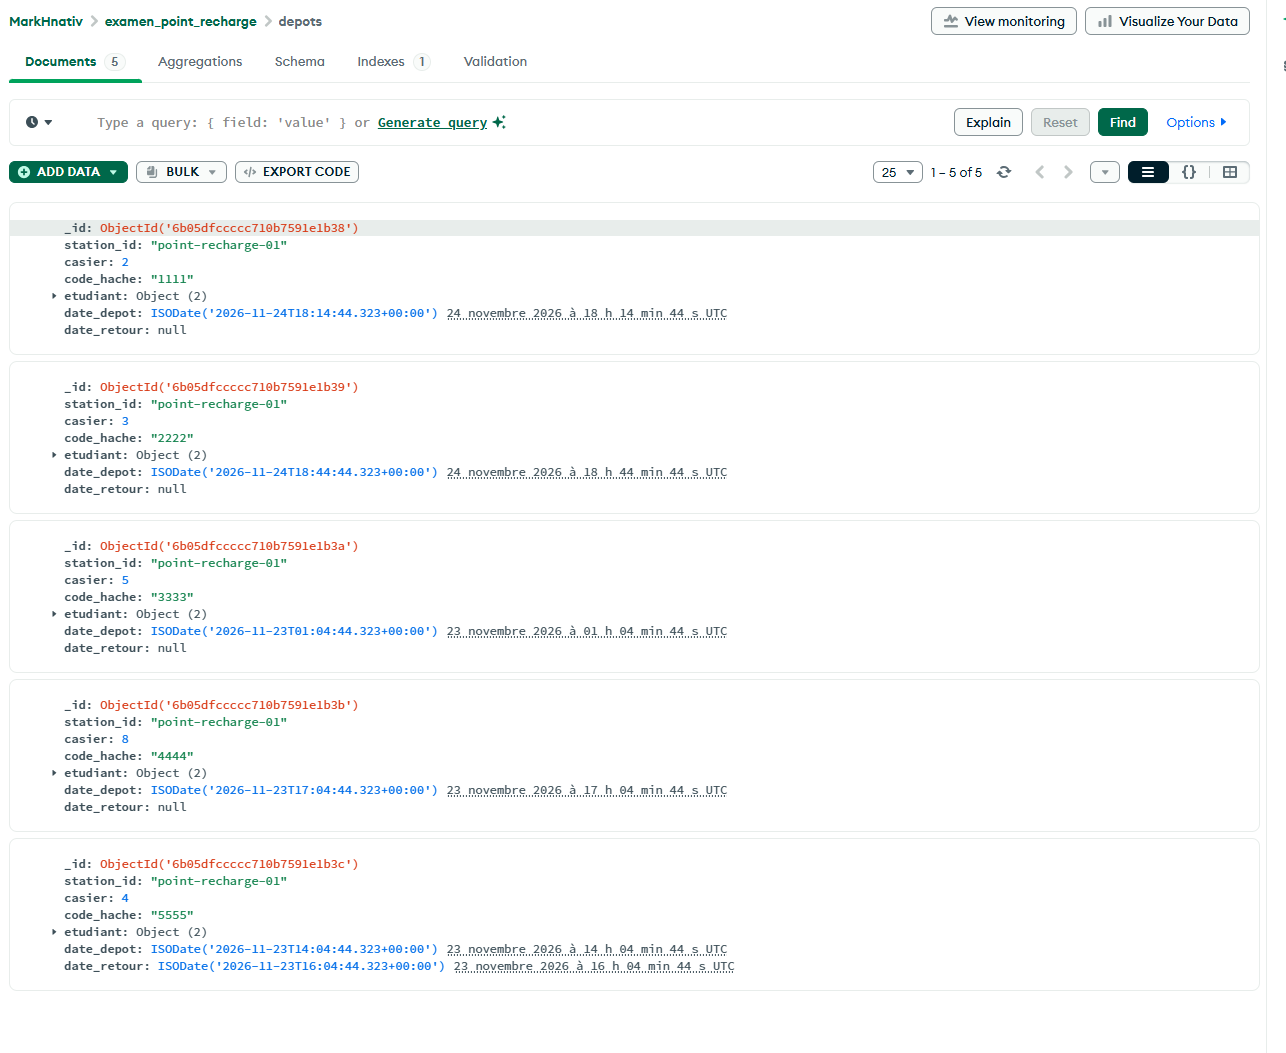 MarkHnativ > examen_point_recharge > depots
View monitoring
Visualize Your Data
Documents 5 Aggregations Schema Indexes 1 Validation
Type a query: { field: 'value' } or Generate query
Explain Reset Find Options
ADD DATA BULK EXPORT CODE
25 1 – 5 of 5
_id: ObjectId('6b05dfccccc710b7591e1b38')
station_id: "point-recharge-01"
casier: 2
code_hache: "1111"
etudiant: Object (2)
date_depot: ISODate('2026-11-24T18:14:44.323+00:00') 24 novembre 2026 à 18 h 14 min 44 s UTC
date_retour: null
_id: ObjectId('6b05dfccccc710b7591e1b39')
station_id: "point-recharge-01"
casier: 3
code_hache: "2222"
etudiant: Object (2)
date_depot: ISODate('2026-11-24T18:44:44.323+00:00') 24 novembre 2026 à 18 h 44 min 44 s UTC
date_retour: null
_id: ObjectId('6b05dfccccc710b7591e1b3a')
station_id: "point-recharge-01"
casier: 5
code_hache: "3333"
etudiant: Object (2)
date_depot: ISODate('2026-11-23T01:04:44.323+00:00') 23 novembre 2026 à 01 h 04 min 44 s UTC
date_retour: null
_id: ObjectId('6b05dfccccc710b7591e1b3b')
station_id: "point-recharge-01"
casier: 8
code_hache: "4444"
etudiant: Object (2)
date_depot: ISODate('2026-11-23T17:04:44.323+00:00') 23 novembre 2026 à 17 h 04 min 44 s UTC
date_retour: null
_id: ObjectId('6b05dfccccc710b7591e1b3c')
station_id: "point-recharge-01"
casier: 4
code_hache: "5555"
etudiant: Object (2)
date_depot: ISODate('2026-11-23T14:04:44.323+00:00') 23 novembre 2026 à 14 h 04 min 44 s UTC
date_retour: ISODate('2026-11-23T16:04:44.323+00:00') 23 novembre 2026 à 16 h 04 min 44 s UTC